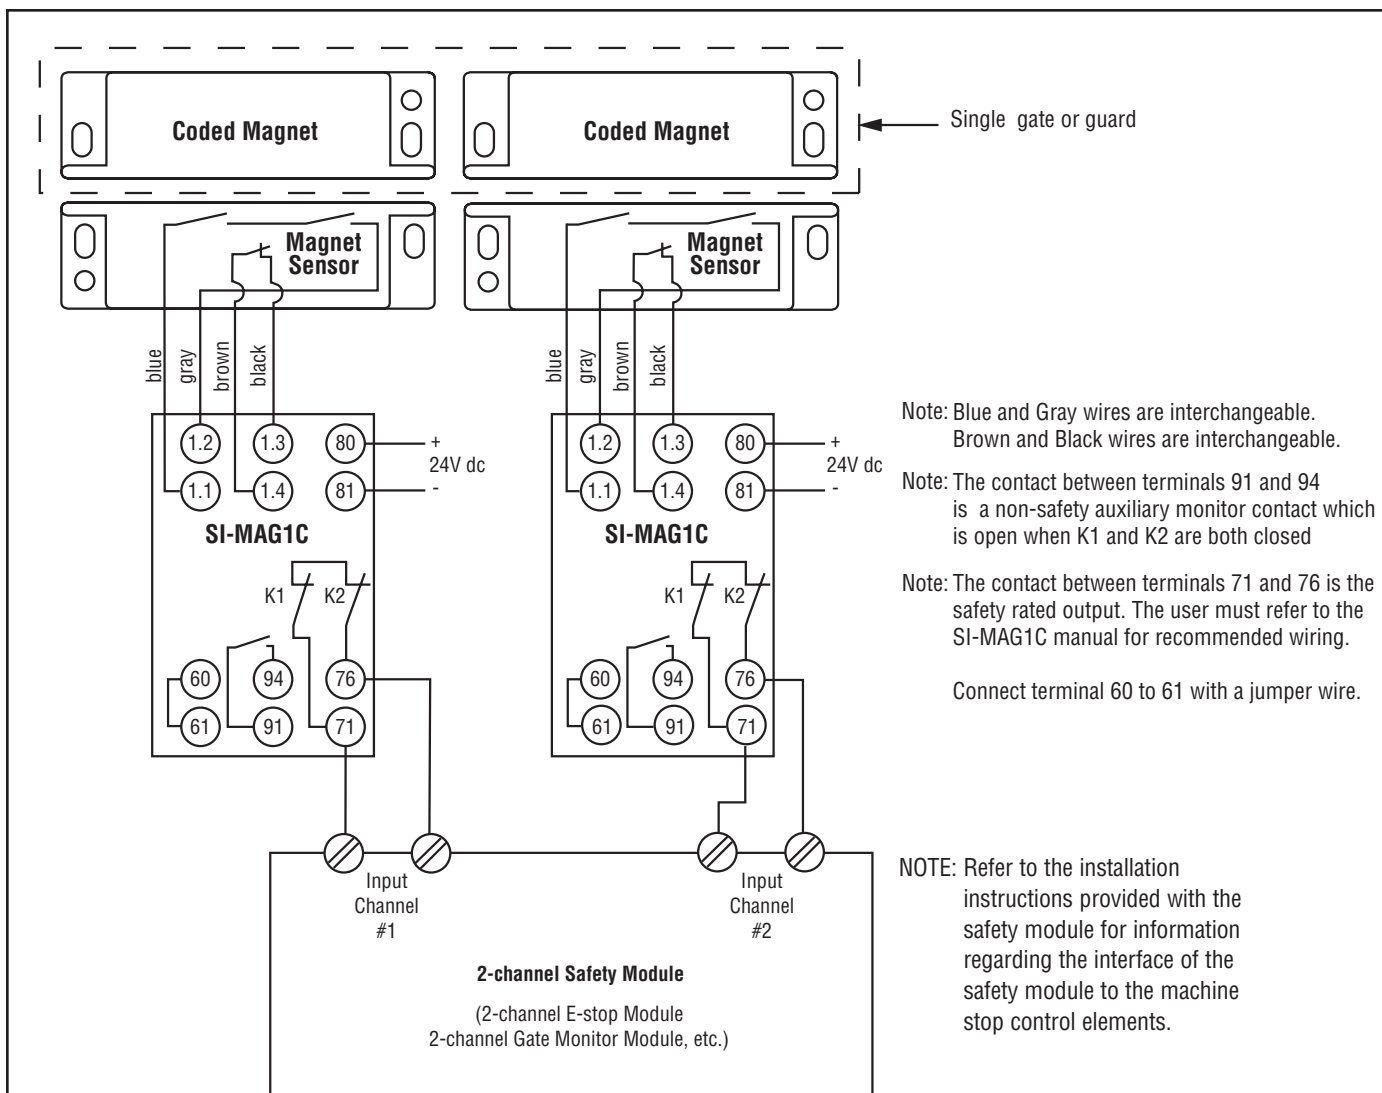 Coded Magnet
Coded Magnet
Single gate or guard
Magnet
Sensor
Magnet
Sensor
blue
gray
brown
black
blue
gray
brown
black
1.2
1.3
80
+
24V dc
1.1
1.4
81
-
SI-MAG1C
K1
K2
60
94
76
61
91
71
1.2
1.3
80
+
24V dc
1.1
1.4
81
-
SI-MAG1C
K1
K2
60
94
76
61
91
71
Note: Blue and Gray wires are interchangeable.
Brown and Black wires are interchangeable.
Note: The contact between terminals 91 and 94
is a non-safety auxiliary monitor contact which
is open when K1 and K2 are both closed
Note: The contact between terminals 71 and 76 is the
safety rated output. The user must refer to the
SI-MAG1C manual for recommended wiring.
Connect terminal 60 to 61 with a jumper wire.
Input
Channel
#1
Input
Channel
#2
2-channel Safety Module
(2-channel E-stop Module
2-channel Gate Monitor Module, etc.)
NOTE: Refer to the installation
instructions provided with the
safety module for information
regarding the interface of the
safety module to the machine
stop control elements.